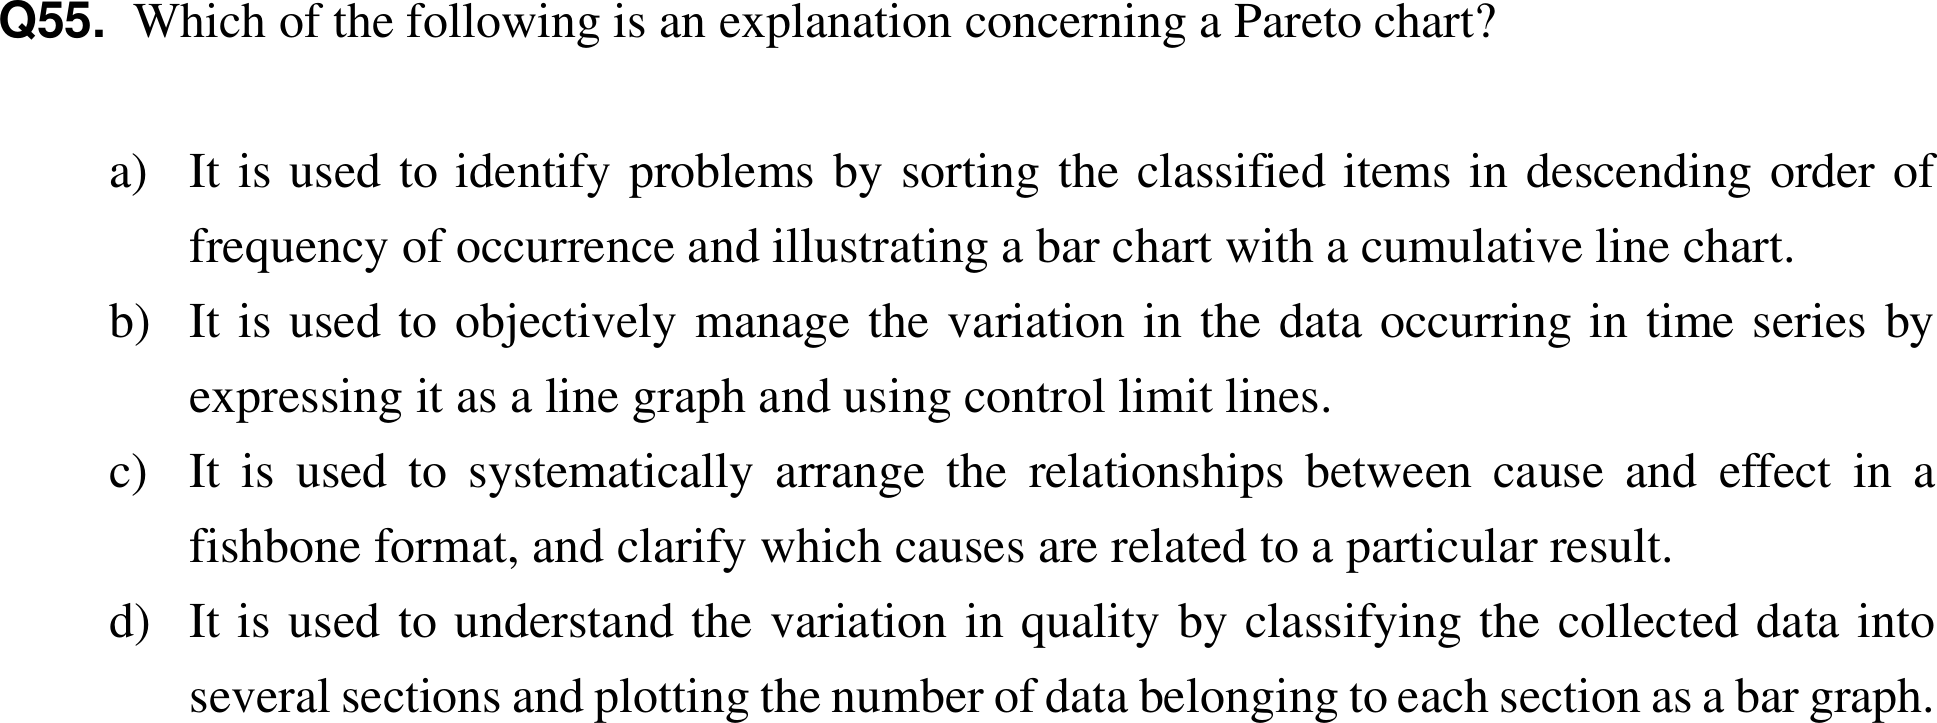 Q55. Which of the following is an explanation concerning a Pareto chart?
a) It is used to identify problems by sorting the classified items in descending order of
frequency of occurrence and illustrating a bar chart with a cumulative line chart.
b) It is used to objectively manage the variation in the data occurring in time series by
expressing it as a line graph and using control limit lines.
c) It is used to systematically arrange the relationships between cause and effect in a
fishbone format, and clarify which causes are related to a particular result.
d) It is used to understand the variation in quality by classifying the collected data into
several sections and plotting the number of data belonging to each section as a bar graph.